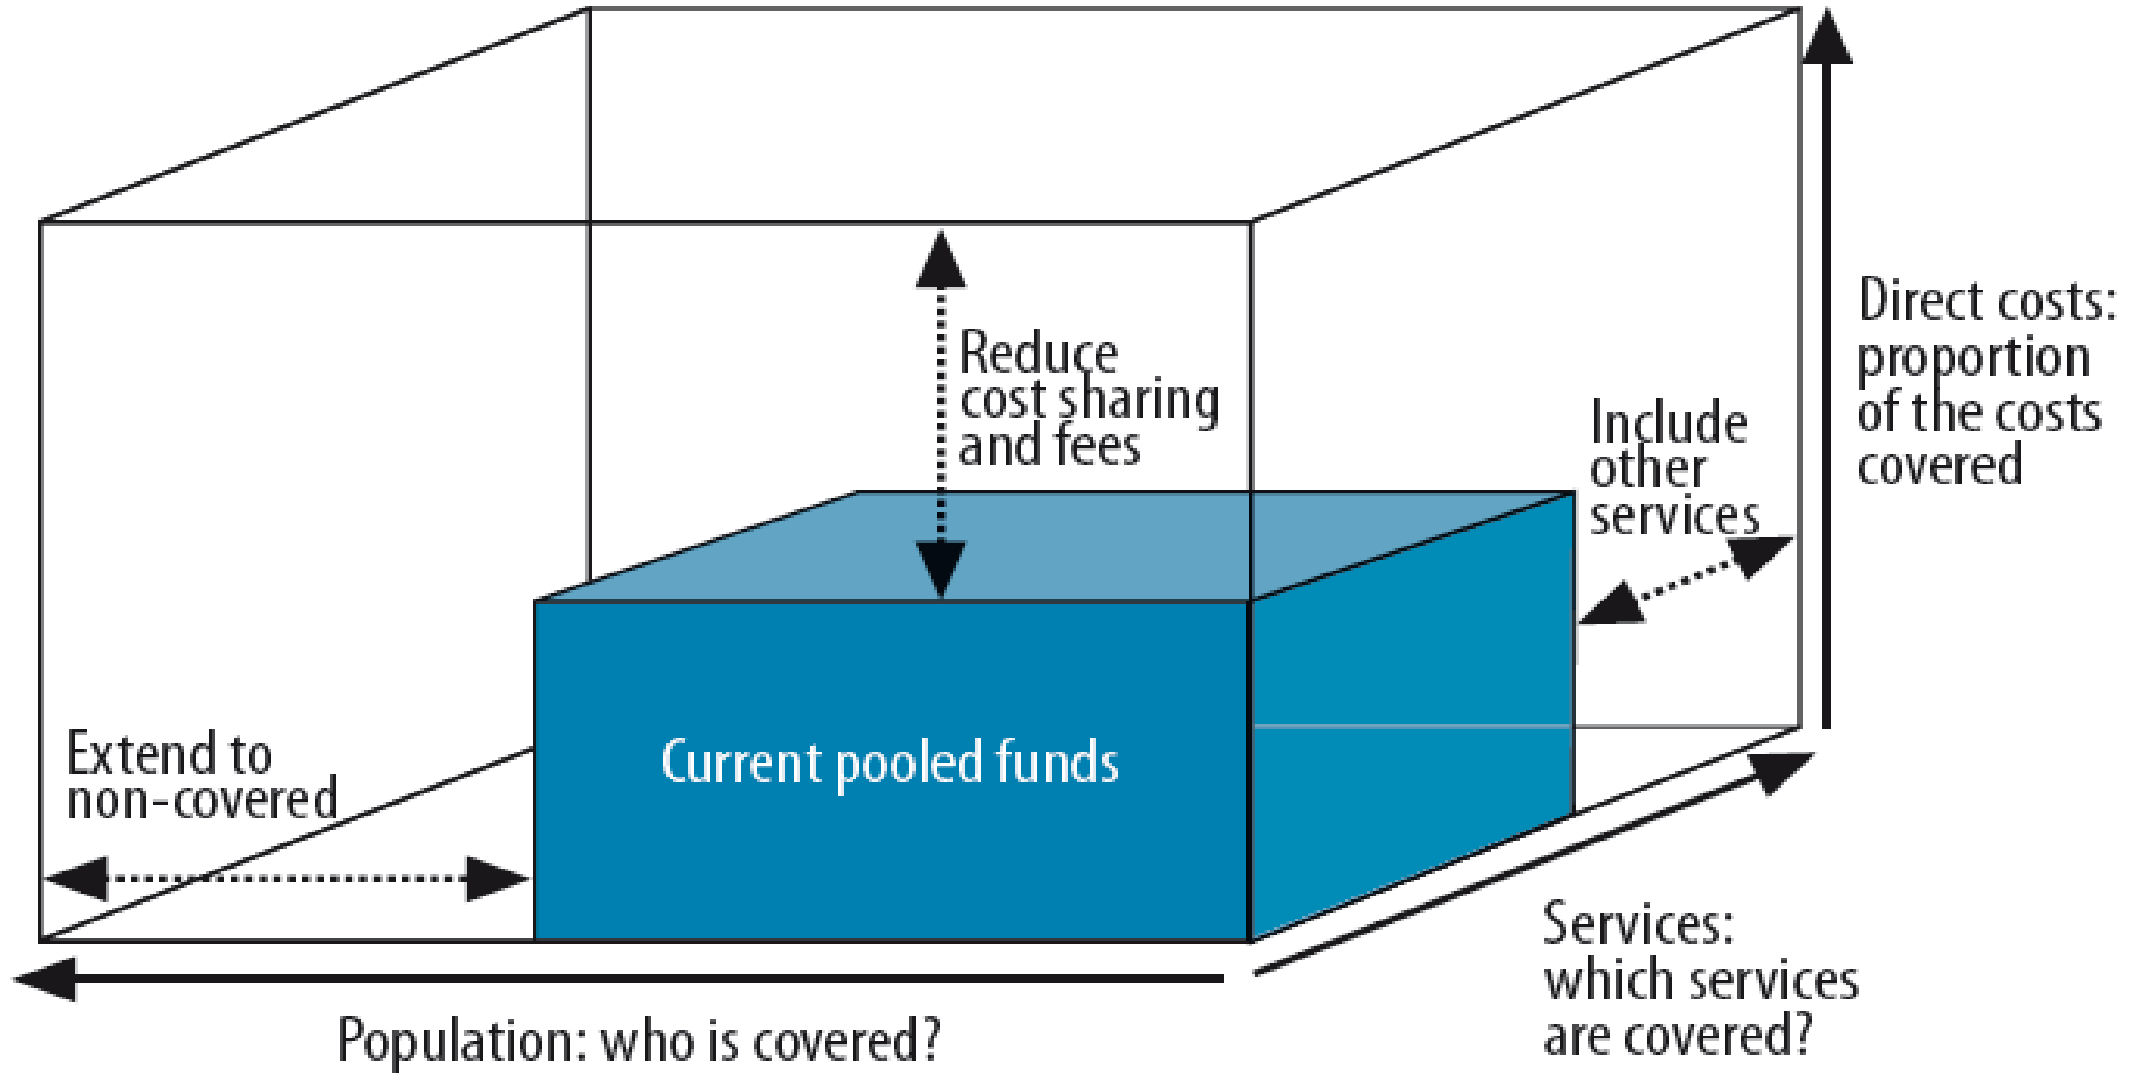 Reduce
cost sharing
and fees
Direct costs:
proportion
of the costs
covered
Include
other
services
Extend to
non-covered
Current pooled funds
Services:
which services
are covered?
Population: who is covered?